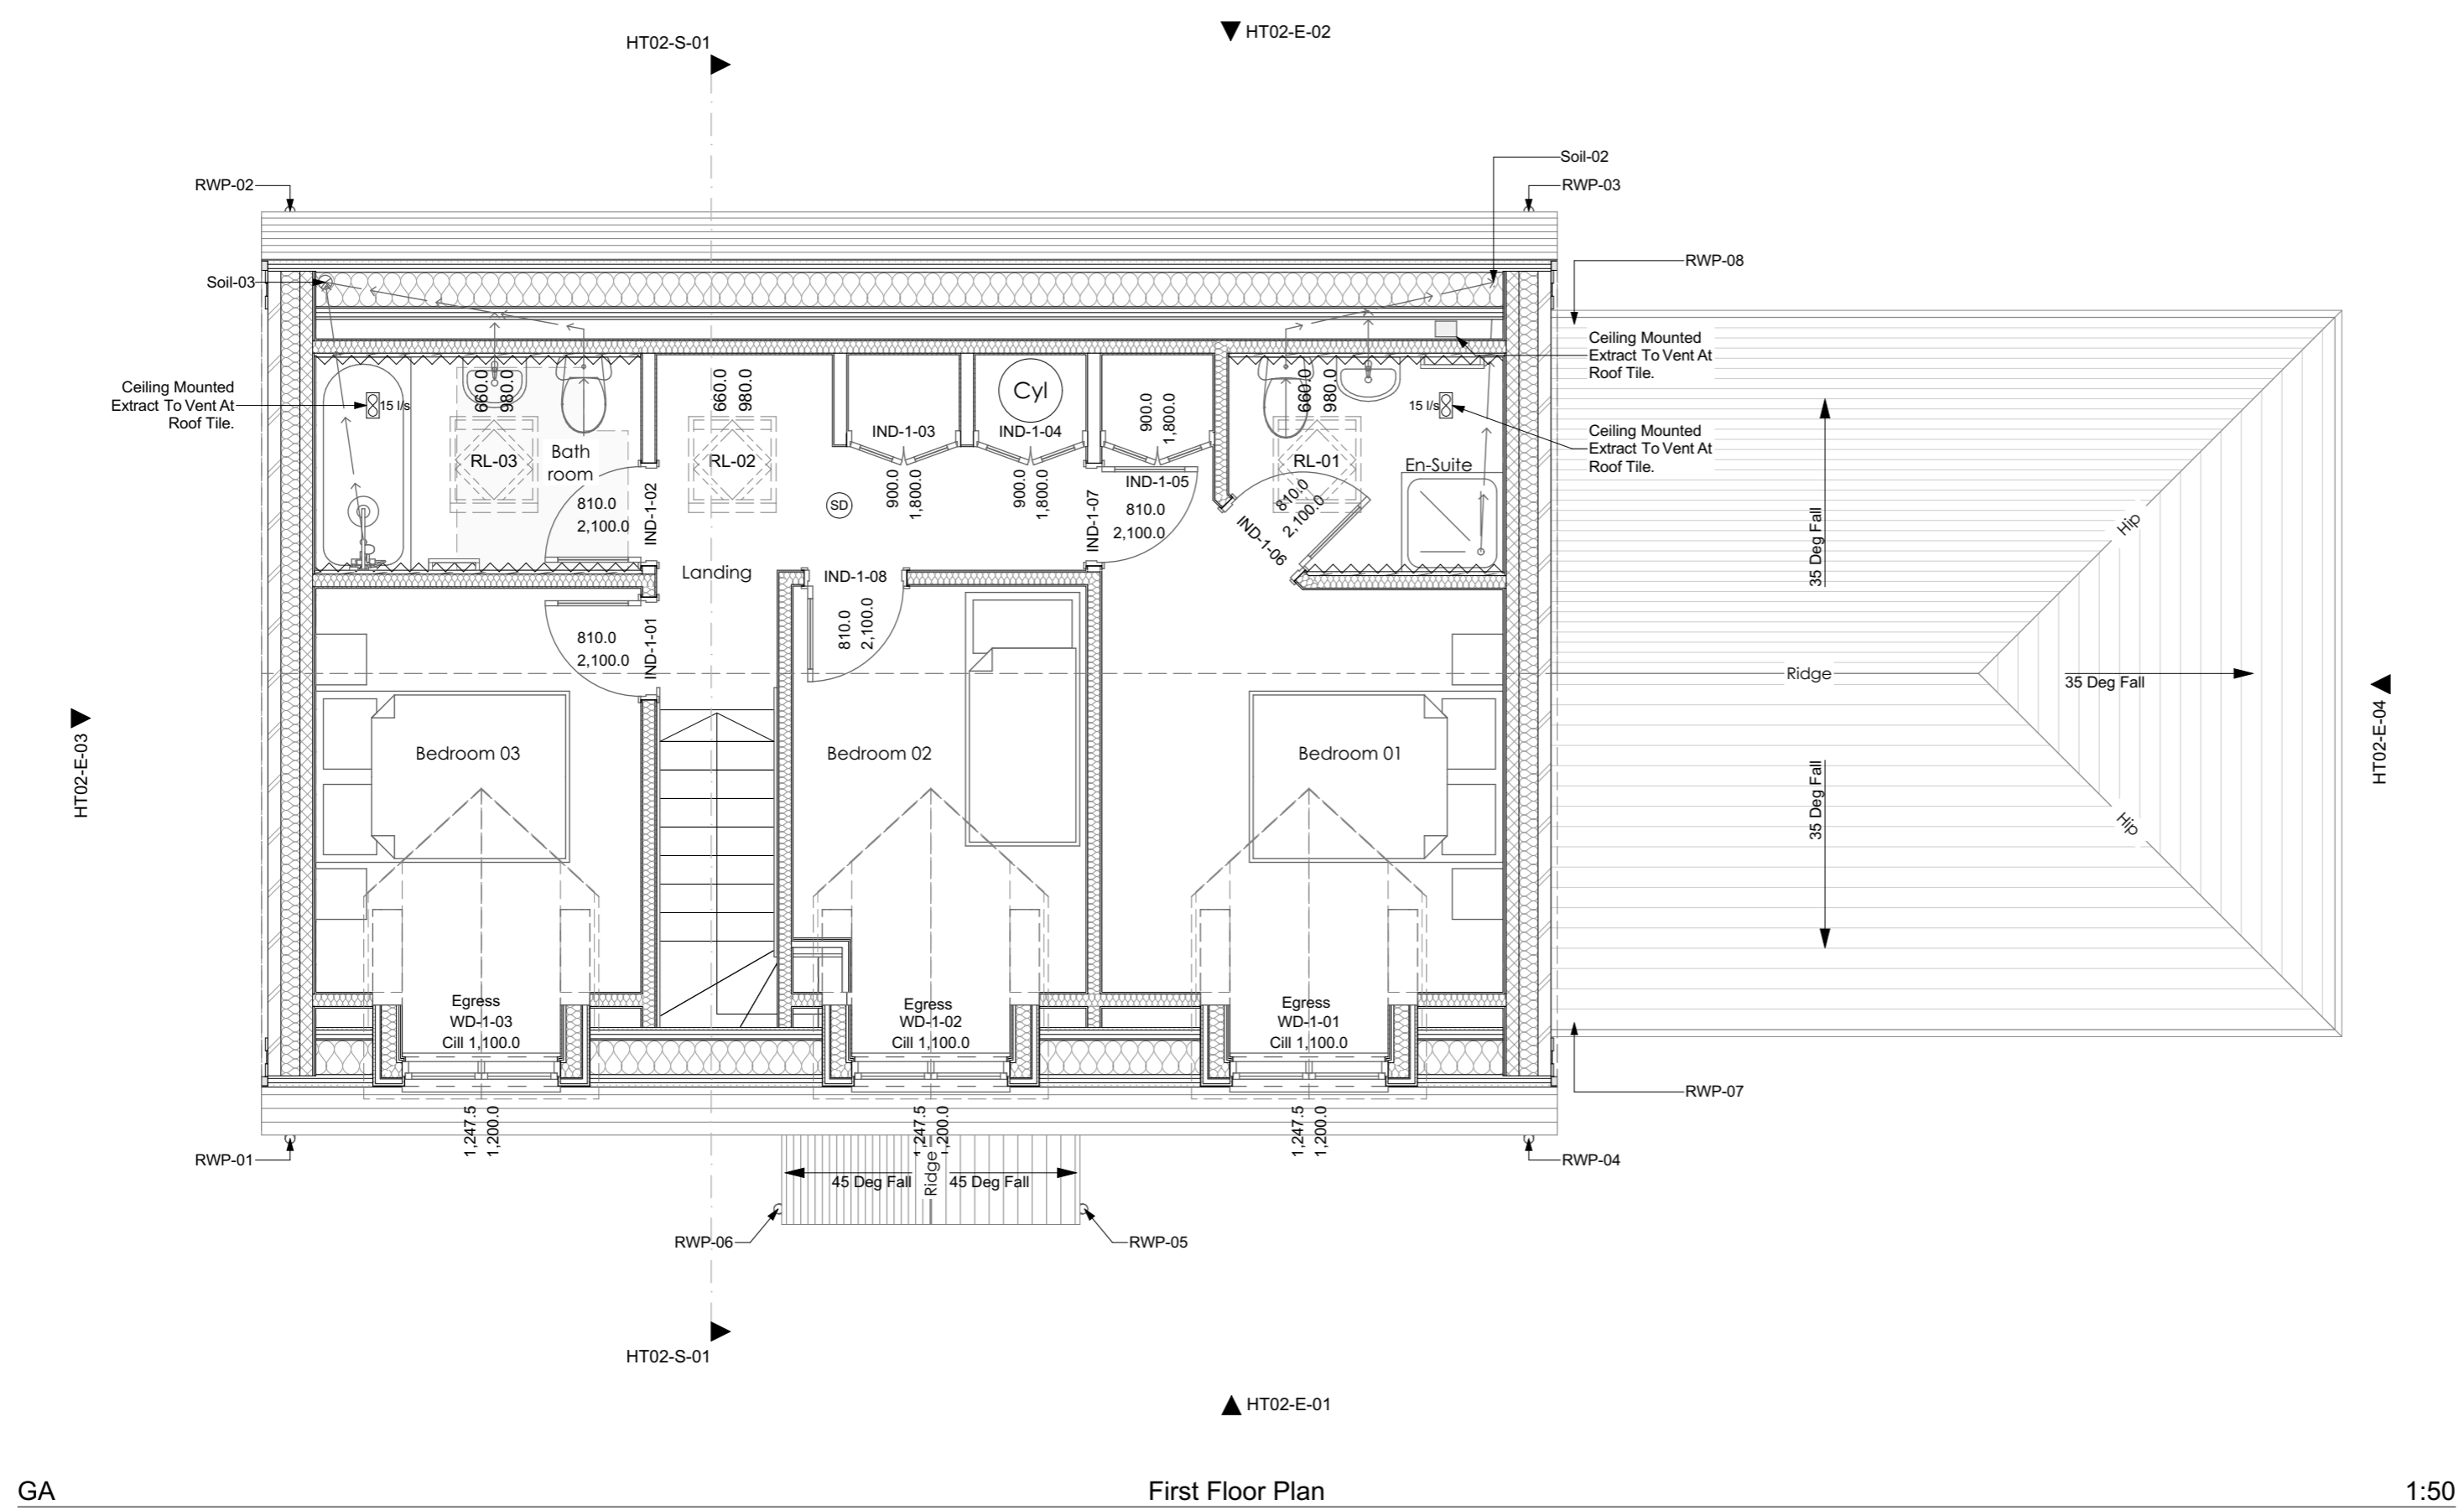 HT02-E-02
HT02-S-01
Soil-02
RWP-02
RWP-03
RWP-08
Soil-03
Ceiling Mounted
Extract To Vent At
Roof Tile.
Ceiling Mounted
Extract To Vent At
Roof Tile.
15 l/s
660.0
980.0
660.0
980.0
Cyl
900.0
1,800.0
660.0
980.0
15 l/s
Ceiling Mounted
Extract To Vent At
Roof Tile.
IND-1-03
IND-1-04
RL-03
Bath
room
RL-02
RL-01
En-Suite
900.0
1,800.0
900.0
1,800.0
IND-1-05
810.0
2,100.0
IND-1-02
SD
IND-1-07
810.0
2,100.0
810.0
2,100.0
IND-1-06
35 Deg Fall
Hip
Landing
IND-1-08
810.0
2,100.0
810.0
2,100.0
IND-1-01
Ridge
35 Deg Fall
HT02-E-03
HT02-E-04
Bedroom 03
Bedroom 02
Bedroom 01
35 Deg Fall
Hip
Egress
WD-1-03
Cill 1,100.0
Egress
WD-1-02
Cill 1,100.0
Egress
WD-1-01
Cill 1,100.0
RWP-07
1,247.5
1,200.0
1,247.5
1,200.0
1,247.5
1,200.0
RWP-01
RWP-04
45 Deg Fall
Ridge
45 Deg Fall
RWP-06
RWP-05
HT02-S-01
HT02-E-01
GA
First Floor Plan
1:50